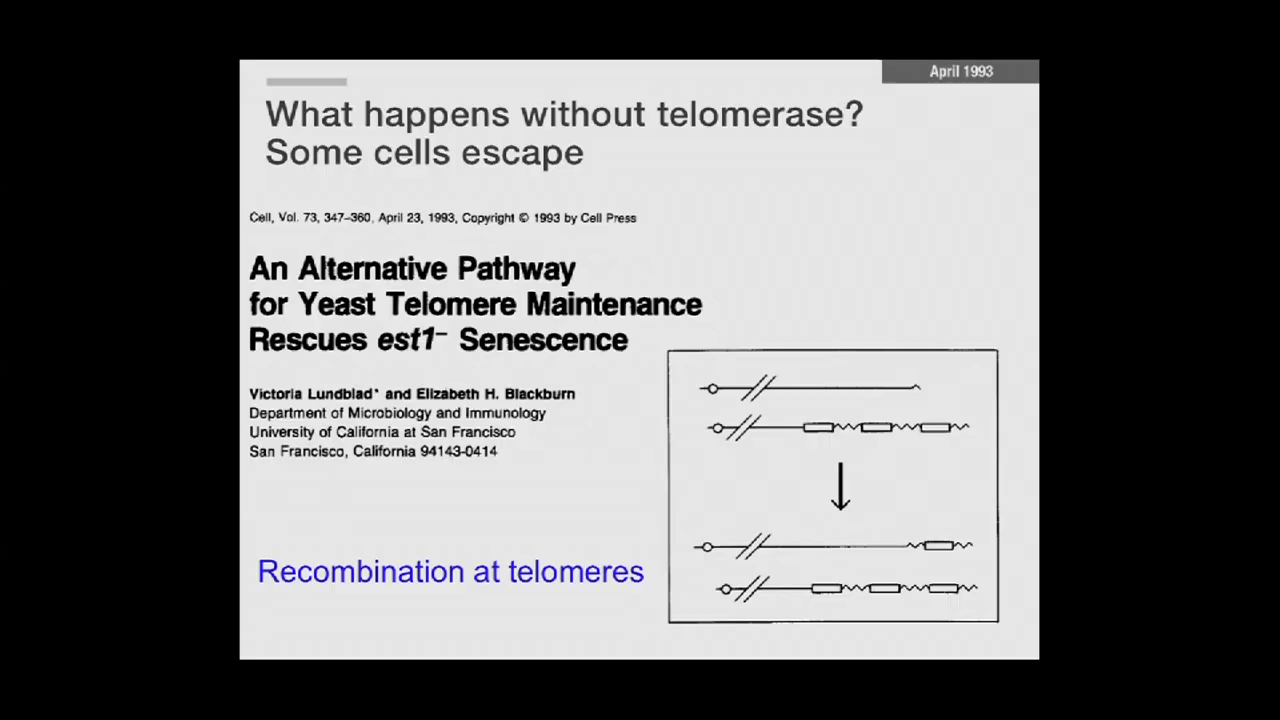 April 1993
What happens without telomerase?
Some cells escape
Cell, Vol. 73, 347–360, April 23, 1993, Copyright © 1993 by Cell Press
An Alternative Pathway
for Yeast Telomere Maintenance
Rescues est1⁻ Senescence
Victoria Lundblad* and Elizabeth H. Blackburn
Department of Microbiology and Immunology
University of California at San Francisco
San Francisco, California 94143-0414
Recombination at telomeres